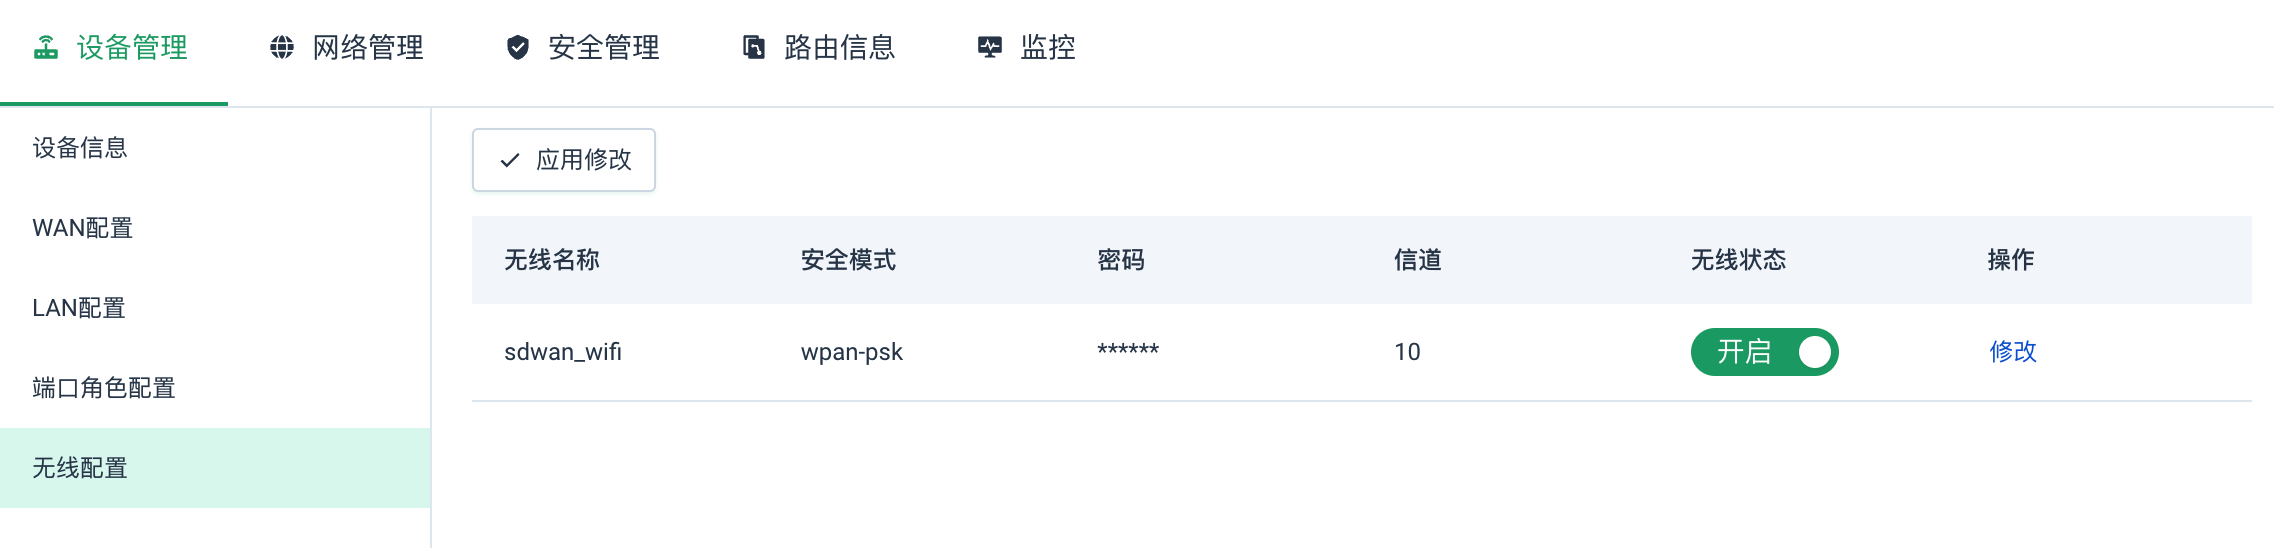 设备管理 网络管理 安全管理 路由信息 监控
设备信息
WAN配置
LAN配置
端口角色配置
无线配置
应用修改
无线名称 安全模式 密码 信道 无线状态 操作
sdwan_wifi wpan-psk ****** 10 开启 修改